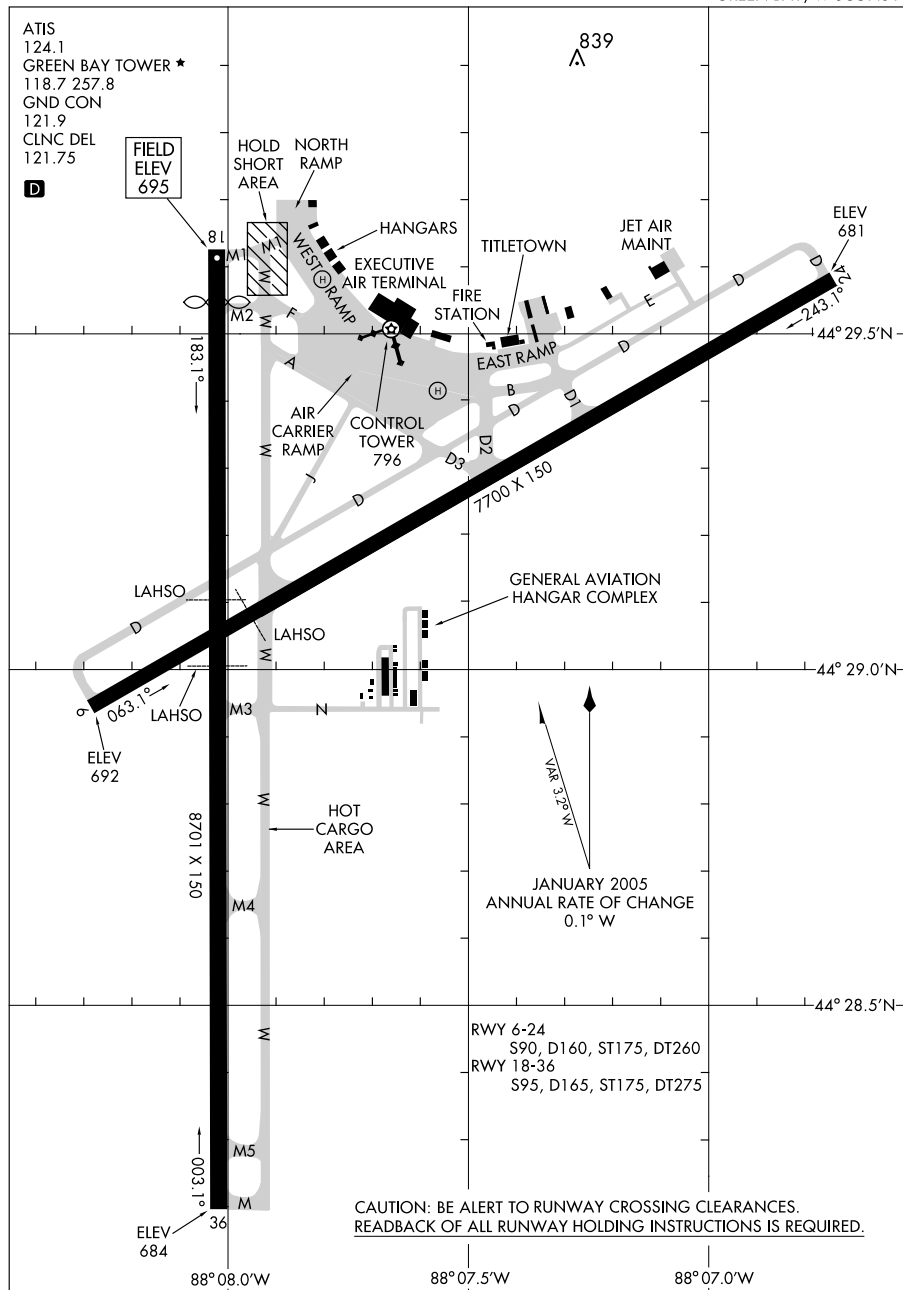 ATIS
124.1
GREEN BAY TOWER ★
118.7 257.8
GND CON
121.9
CLNC DEL
121.75
D
FIELD
ELEV
695
HOLD
SHORT
AREA
NORTH
RAMP
839
HANGARS
WEST RAMP
H
EXECUTIVE
AIR TERMINAL
FIRE
STATION
TITLETOWN
JET AIR
MAINT
ELEV
681
18
M1
M1
W
M2
W
F
A
183.1°
AIR
CARRIER
RAMP
CONTROL
TOWER
796
H
EAST RAMP
E
D
D
24
243.1°
44° 29.5'N
D
B
D
D1
D2
D3
W
J
D
7700 X 150
LAHSO
LAHSO
D
W
LAHSO
GENERAL AVIATION
HANGAR COMPLEX
44° 29.0'N
6
063.1°
ELEV
692
M3
N
W
HOT
CARGO
AREA
8701 X 150
VAR 3.2° W
JANUARY 2005
ANNUAL RATE OF CHANGE
0.1° W
M4
44° 28.5'N
W
RWY 6-24
S90, D160, ST175, DT260
RWY 18-36
S95, D165, ST175, DT275
003.1°
M5
M
36
ELEV
684
CAUTION: BE ALERT TO RUNWAY CROSSING CLEARANCES.
READBACK OF ALL RUNWAY HOLDING INSTRUCTIONS IS REQUIRED.
88° 08.0'W
88° 07.5'W
88° 07.0'W